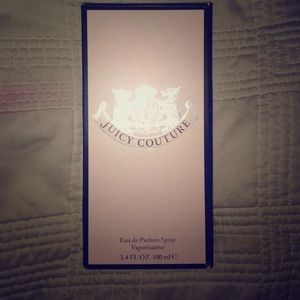 JUICY COUTURE
Eau de Parfum Spray
Vaporisateur
3.4 FL OZ 100 ml ℮